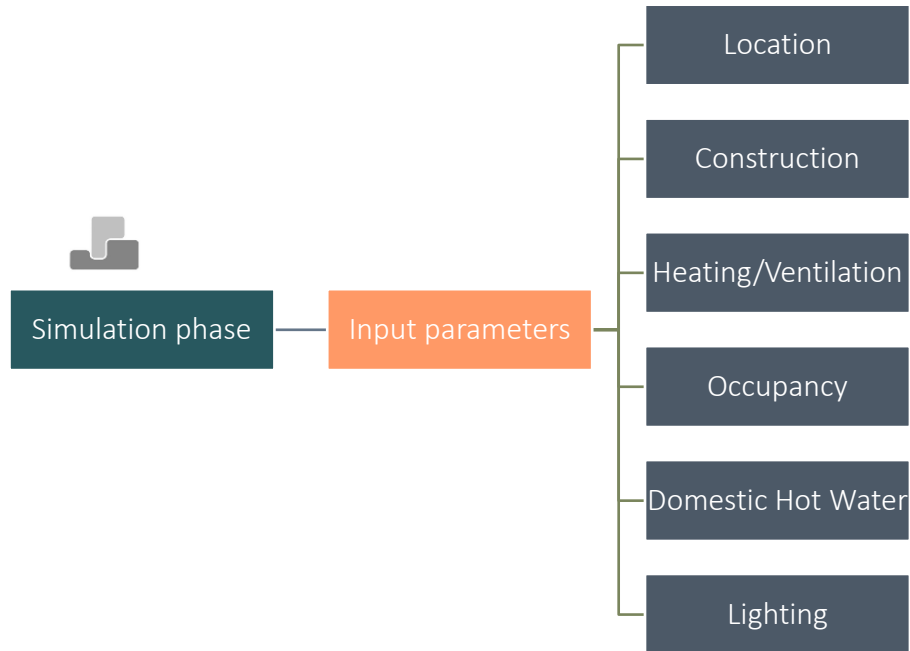 Location
Construction
Heating/Ventilation
Simulation phase
Input parameters
Occupancy
Domestic Hot Water
Lighting